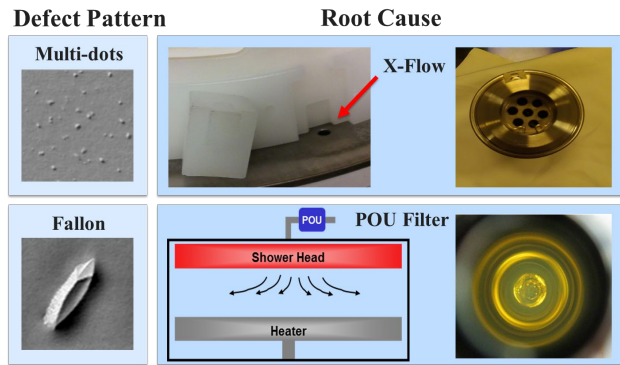 Defect Pattern
Root Cause
Multi-dots
X-Flow
Fallon
POU
POU Filter
Shower Head
Heater